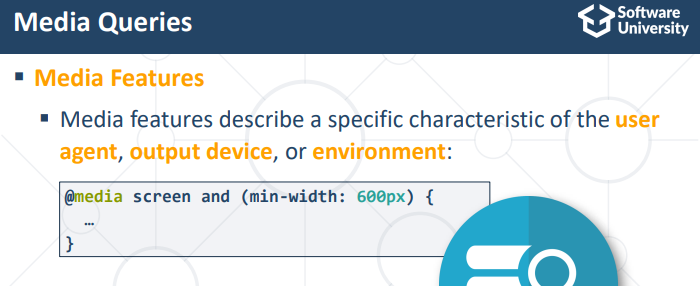 Media Queries
Software
University
Media Features
Media features describe a specific characteristic of the user
agent, output device, or environment:
@media screen and (min-width: 600px) {
…
}